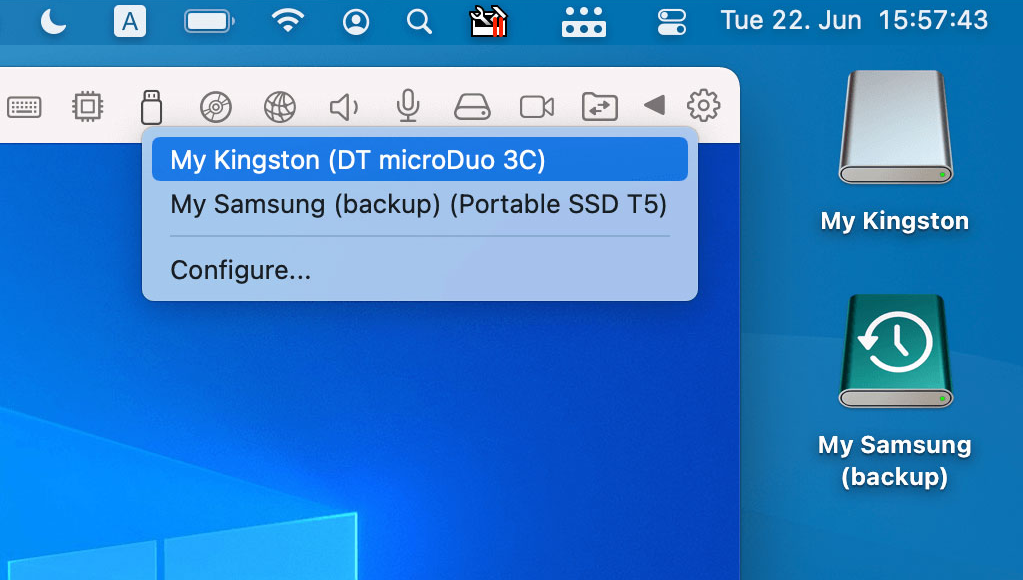 A
Tue 22. Jun 15:57:43
My Kingston (DT microDuo 3C)
My Samsung (backup) (Portable SSD T5)
Configure...
My Kingston
My Samsung
(backup)